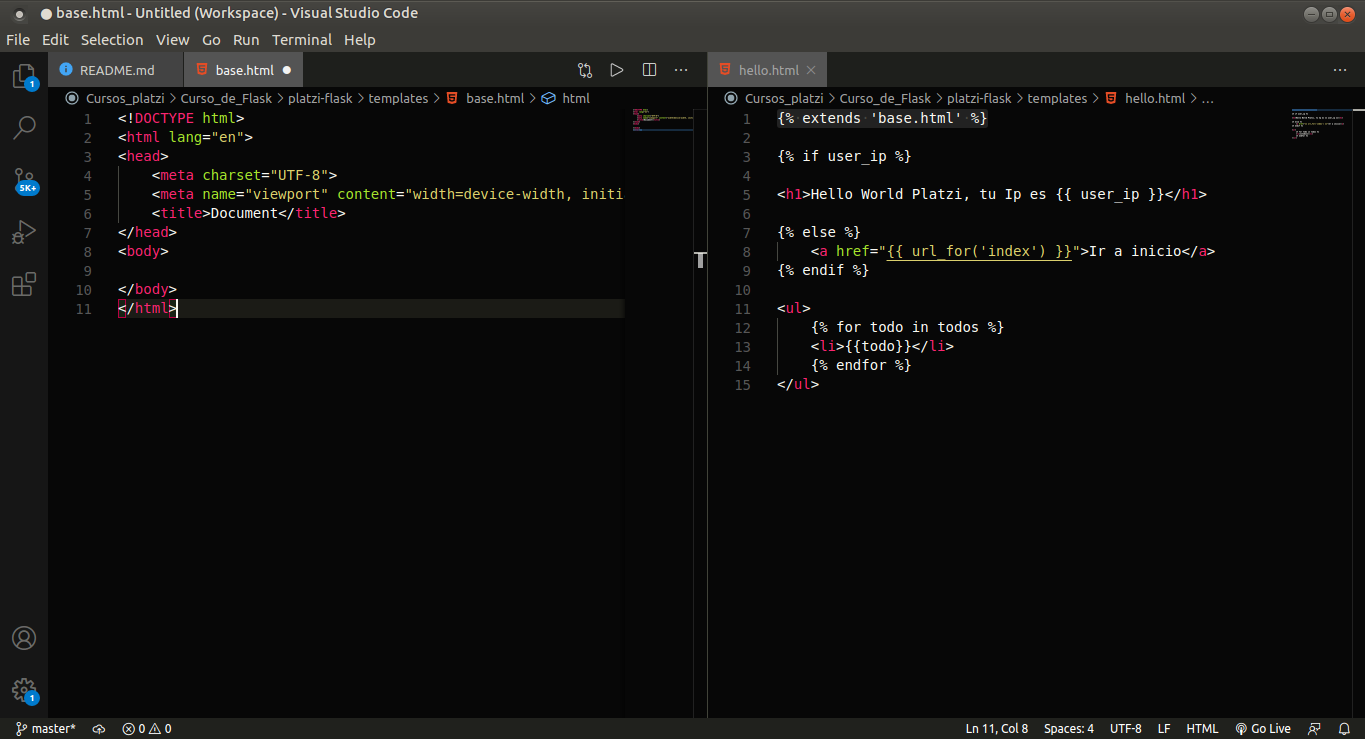 base.html - Untitled (Workspace) - Visual Studio Code
File Edit Selection View Go Run Terminal Help
README.md base.html hello.html
Cursos_platzi > Curso_de_Flask > platzi-flask > templates > base.html > html
1 <!DOCTYPE html>
2 <html lang="en">
3 <head>
4 <meta charset="UTF-8">
5 <meta name="viewport" content="width=device-width, initi
6 <title>Document</title>
7 </head>
8 <body>
9
10 </body>
11 </html>
Cursos_platzi > Curso_de_Flask > platzi-flask > templates > hello.html > ...
1 {% extends 'base.html' %}
2
3 {% if user_ip %}
4
5 <h1>Hello World Platzi, tu Ip es {{ user_ip }}</h1>
6
7 {% else %}
8 <a href="{{ url_for('index') }}">Ir a inicio</a>
9 {% endif %}
10
11 <ul>
12 {% for todo in todos %}
13 <li>{{todo}}</li>
14 {% endfor %}
15 </ul>
1
5K+
1
master* 0 0 Ln 11, Col 8 Spaces: 4 UTF-8 LF HTML Go Live